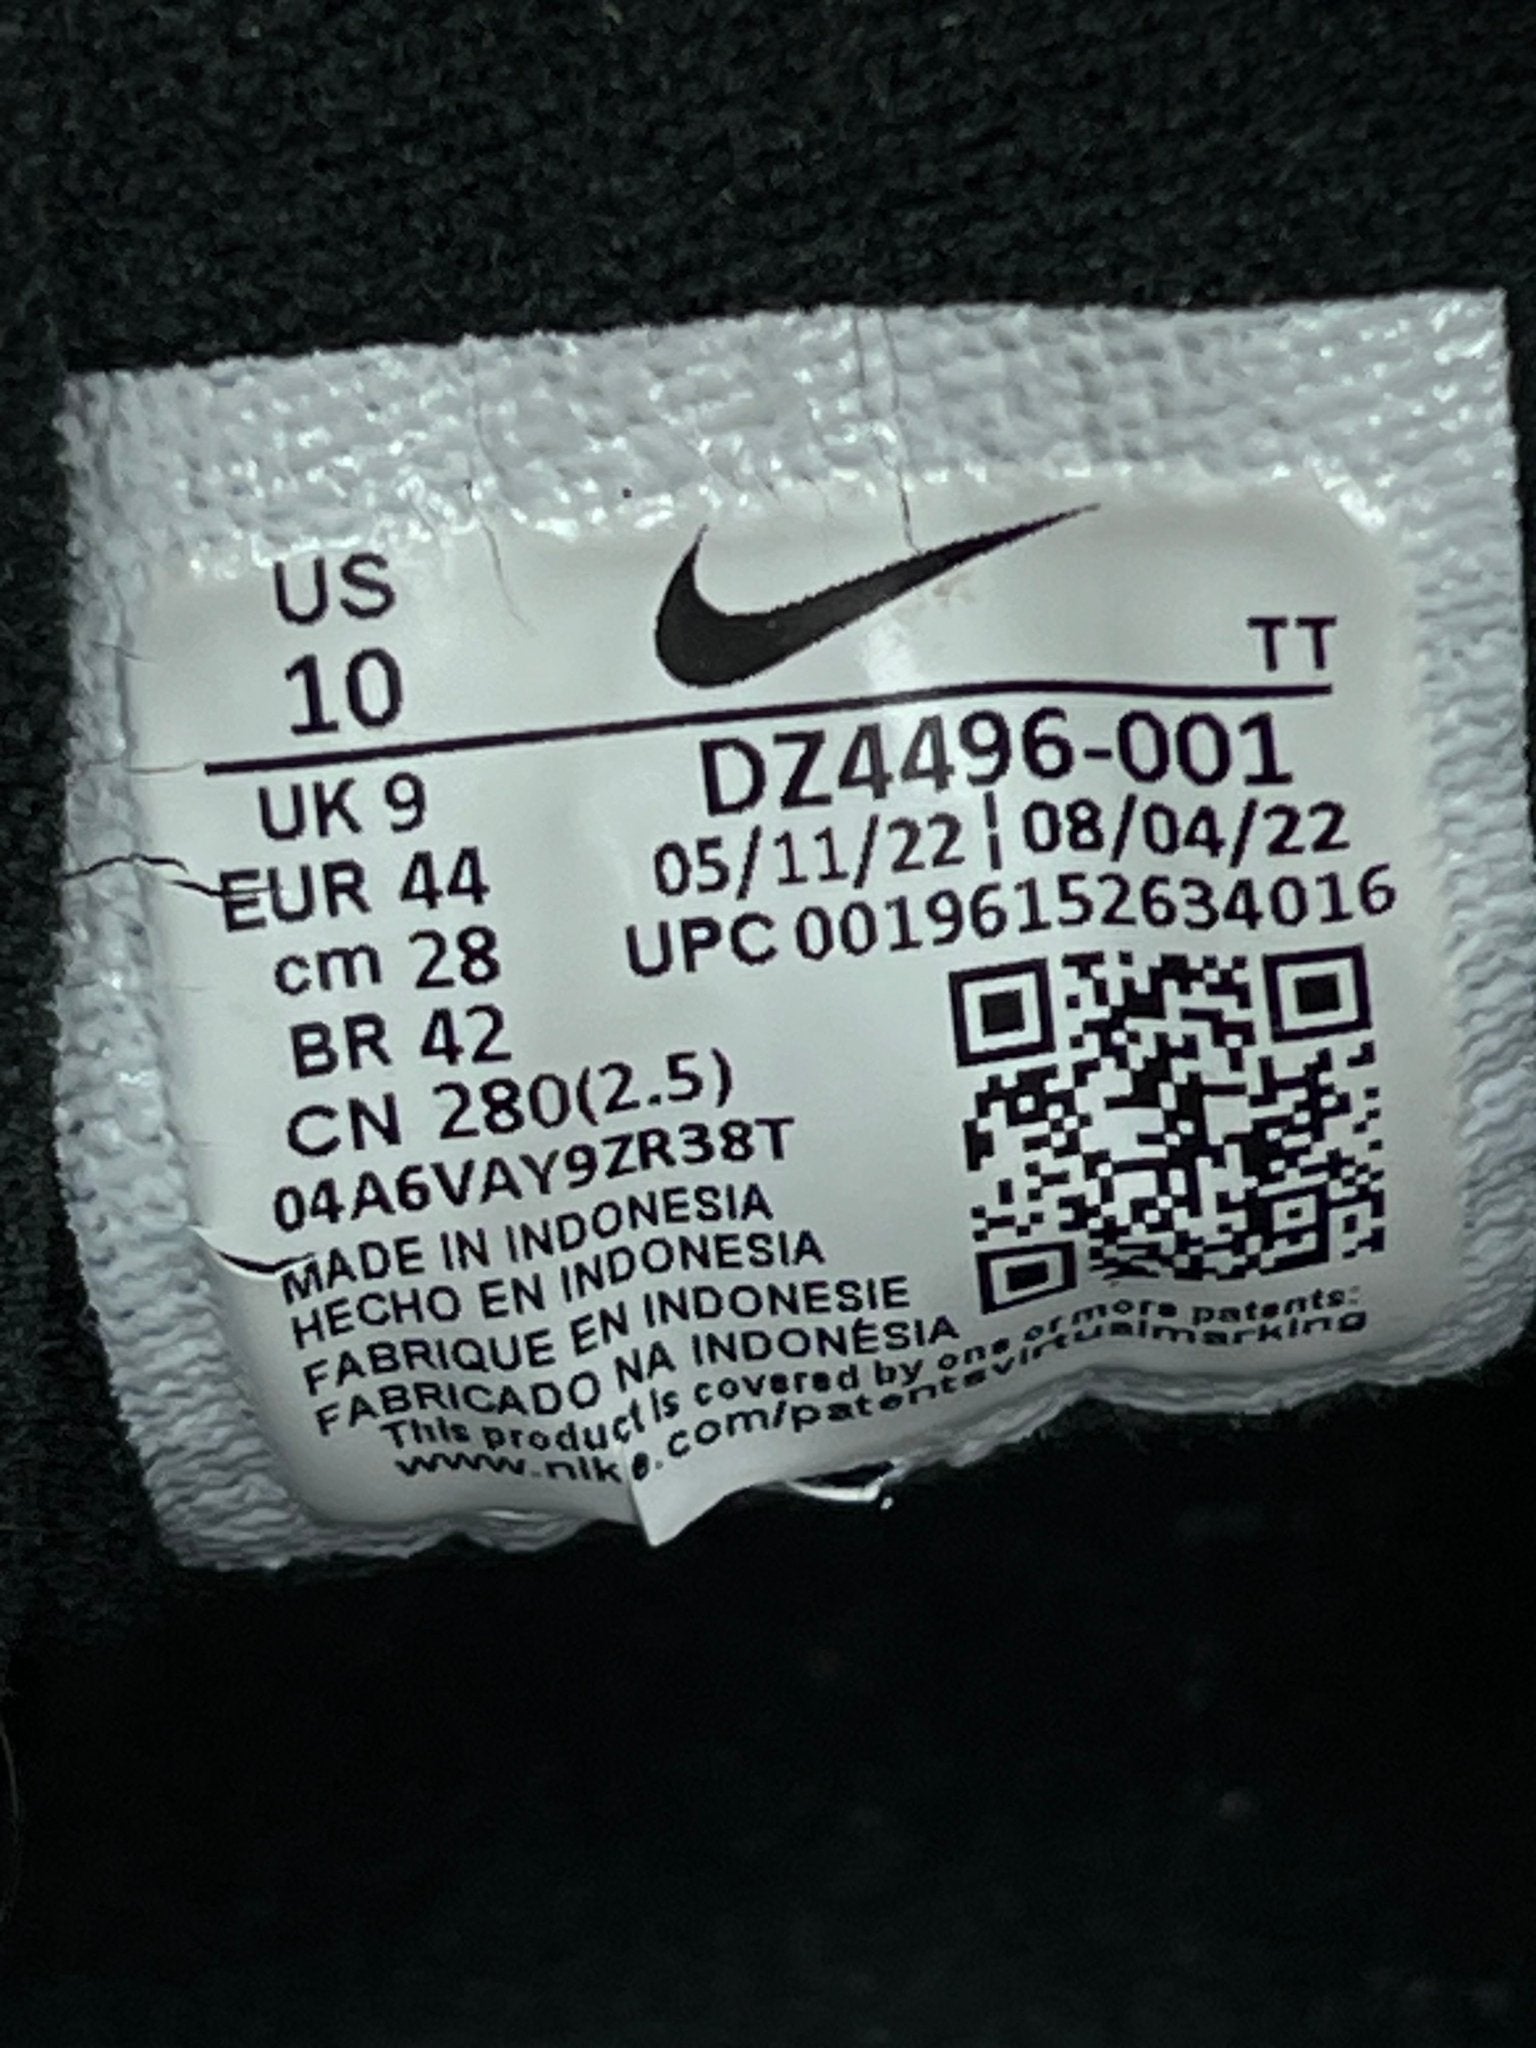 US
10
TT
UK 9
EUR 44
cm 28
BR 42
CN 280(2.5)
DZ4496-001
05/11/22 | 08/04/22
UPC 00196152634016
04A6VAY9ZR38T
MADE IN INDONESIA
HECHO EN INDONESIA
FABRIQUE EN INDONESIE
FABRICADO NA INDONÉSIA
This product is covered by one or more patents:
www.nike.com/patentsvirtualmarking